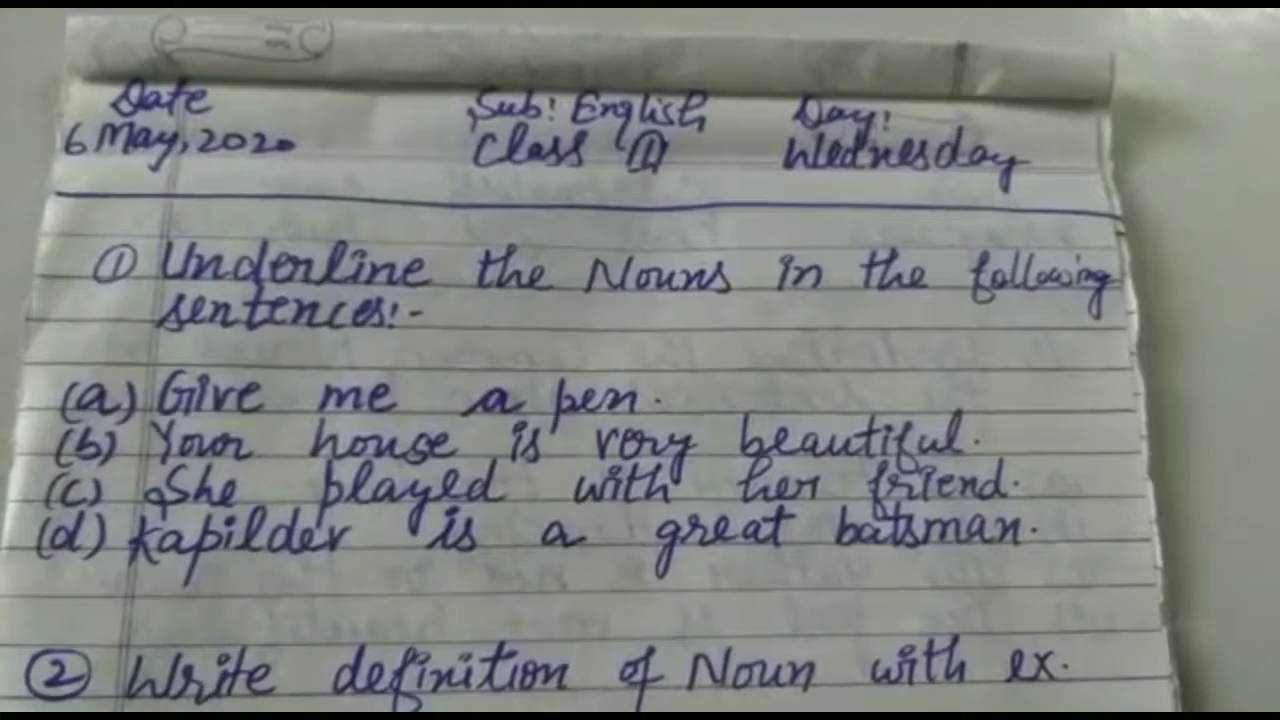 Date Sub: English Day:
6 May, 2020 Class ① Wednesday
① Underline the Nouns in the following
sentences:-
(a) Give me a pen.
(b) Your house is very beautiful.
(c) She played with her friend.
(d) Kapildev is a great batsman.
② Write definition of Noun with ex.